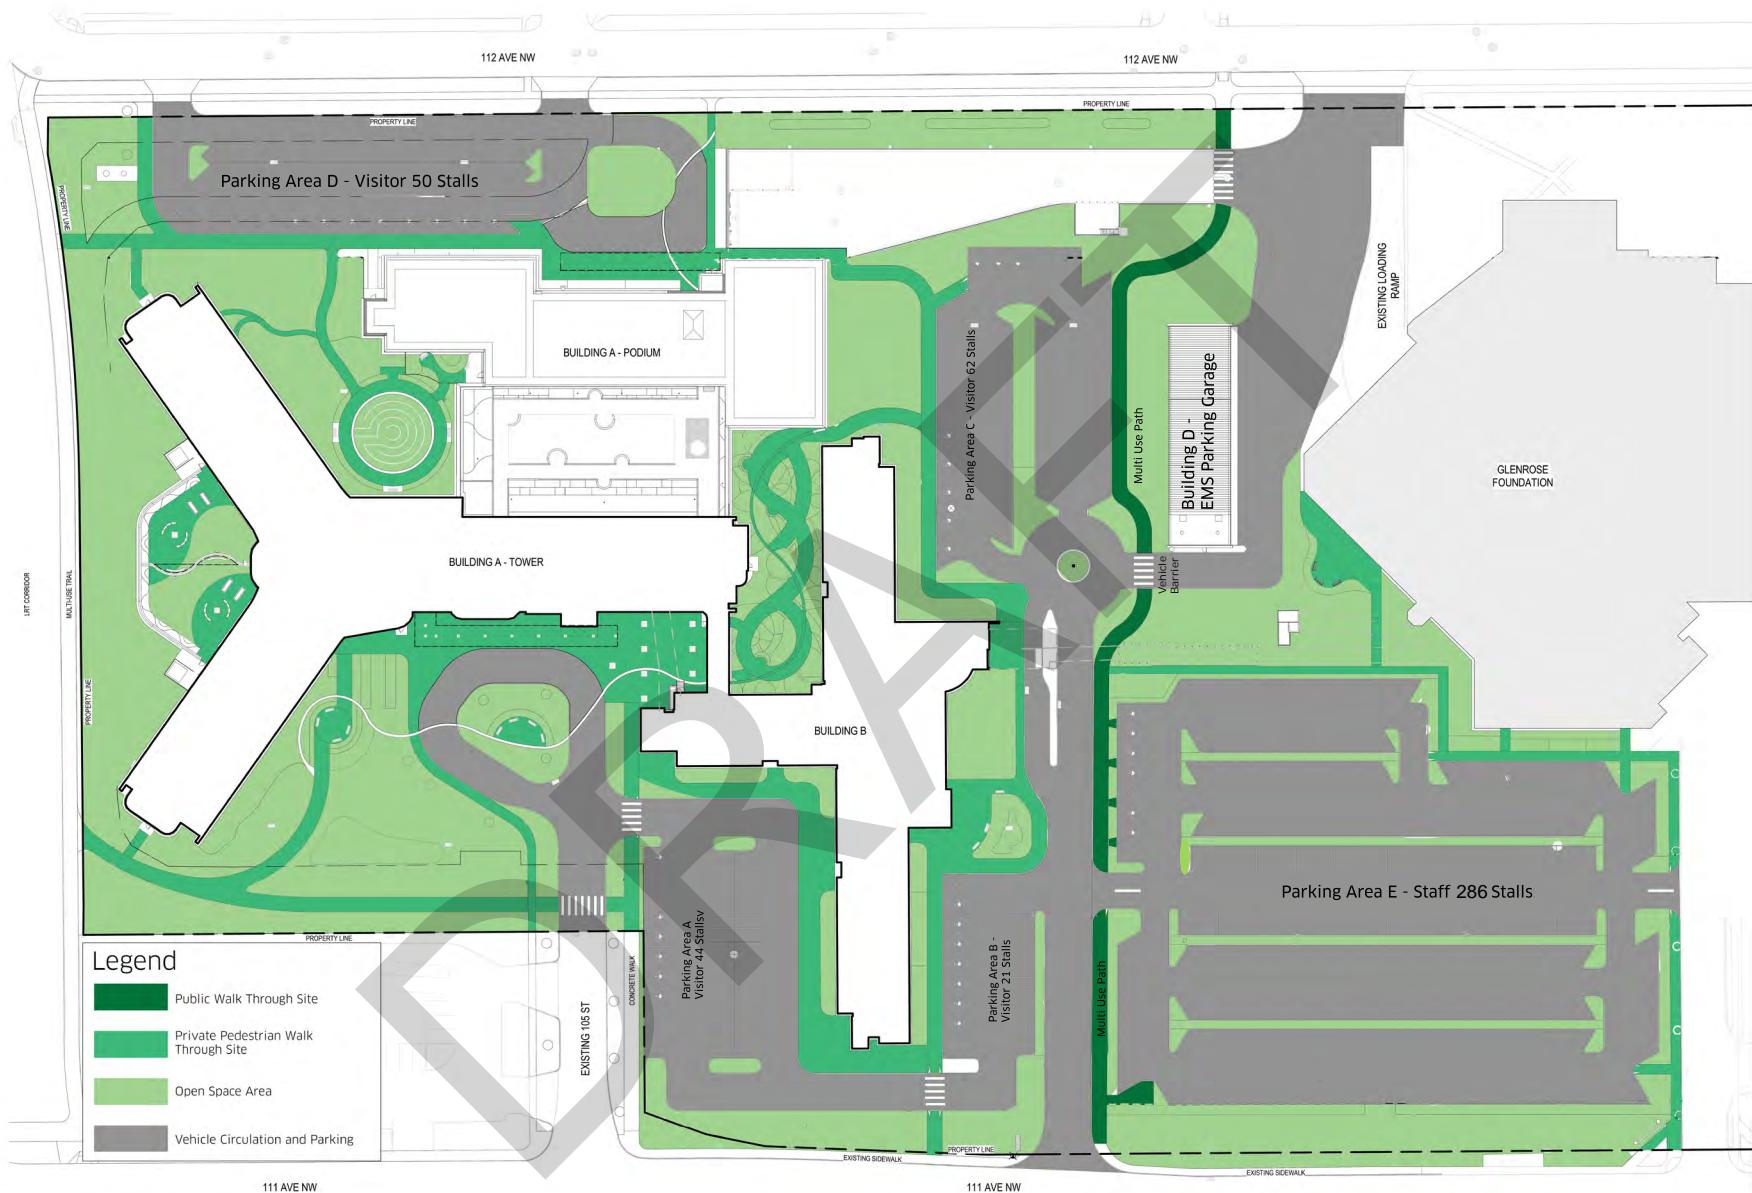 112 AVE NW
112 AVE NW
PROPERTY LINE
PROPERTY LINE
PROPERTY LINE
Parking Area D - Visitor 50 Stalls
EXISTING LOADING
RAMP
BUILDING A - PODIUM
Parking Area C - Visitor 62 Stalls
Multi Use Path
Building D -
EMS Parking Garage
GLENROSE
FOUNDATION
BUILDING A - TOWER
LRT CORRIDOR
MULTI-USE TRAIL
Vehicle
Barrier
PROPERTY LINE
BUILDING B
DRAFT
Parking Area E - Staff 286 Stalls
PROPERTY LINE
Parking Area A
Visitor 44 Stallsv
CONCRETE WALK
Parking Area B -
Visitor 21 Stalls
Multi Use Path
EXISTING 105 ST
Legend
Public Walk Through Site
Private Pedestrian Walk
Through Site
Open Space Area
Vehicle Circulation and Parking
PROPERTY LINE
EXISTING SIDEWALK
EXISTING SIDEWALK
111 AVE NW
111 AVE NW